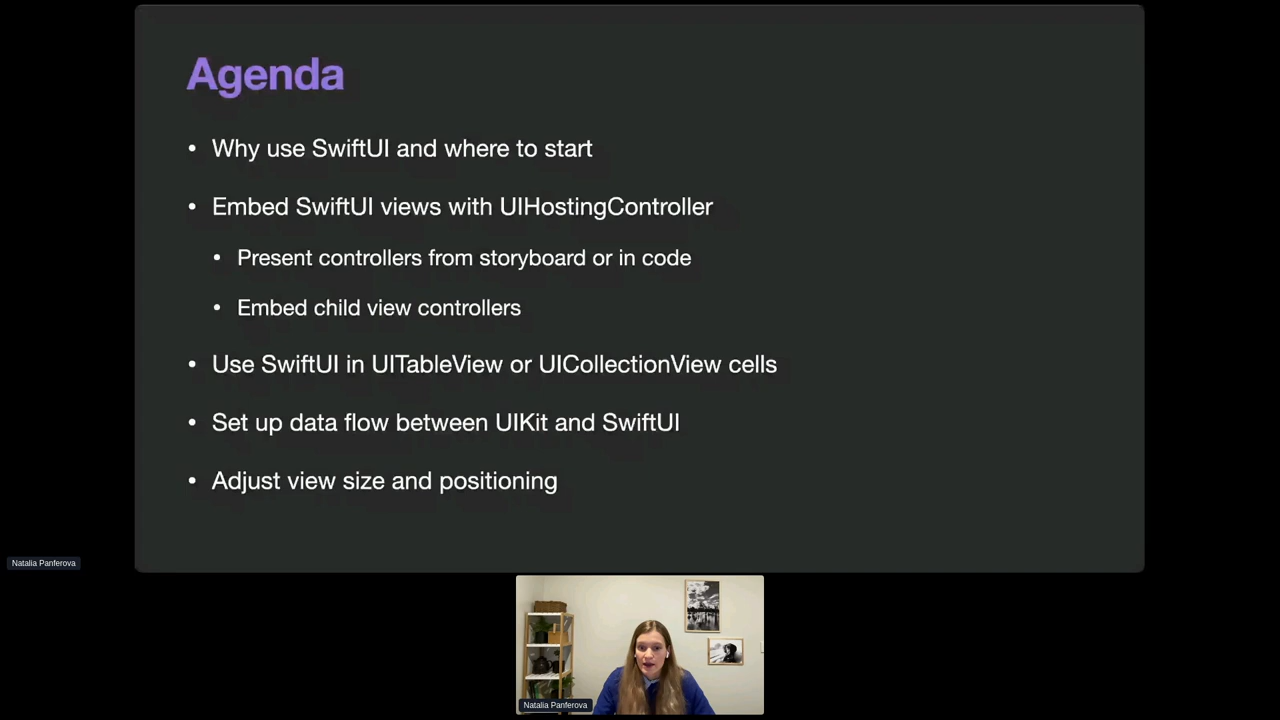 Agenda
• Why use SwiftUI and where to start
• Embed SwiftUI views with UIHostingController
• Present controllers from storyboard or in code
• Embed child view controllers
• Use SwiftUI in UITableView or UICollectionView cells
• Set up data flow between UIKit and SwiftUI
• Adjust view size and positioning
Natalia Panferova
Natalia Panferova